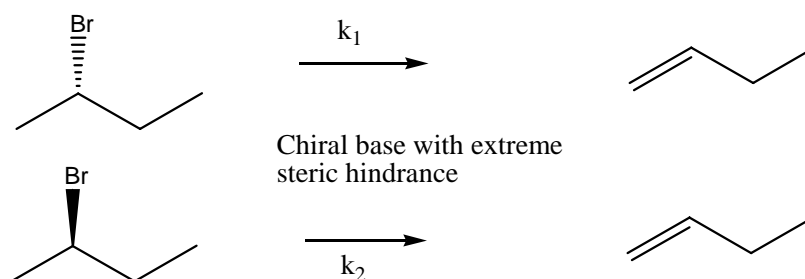 Br
k1
Chiral base with extreme
steric hindrance
Br
k2